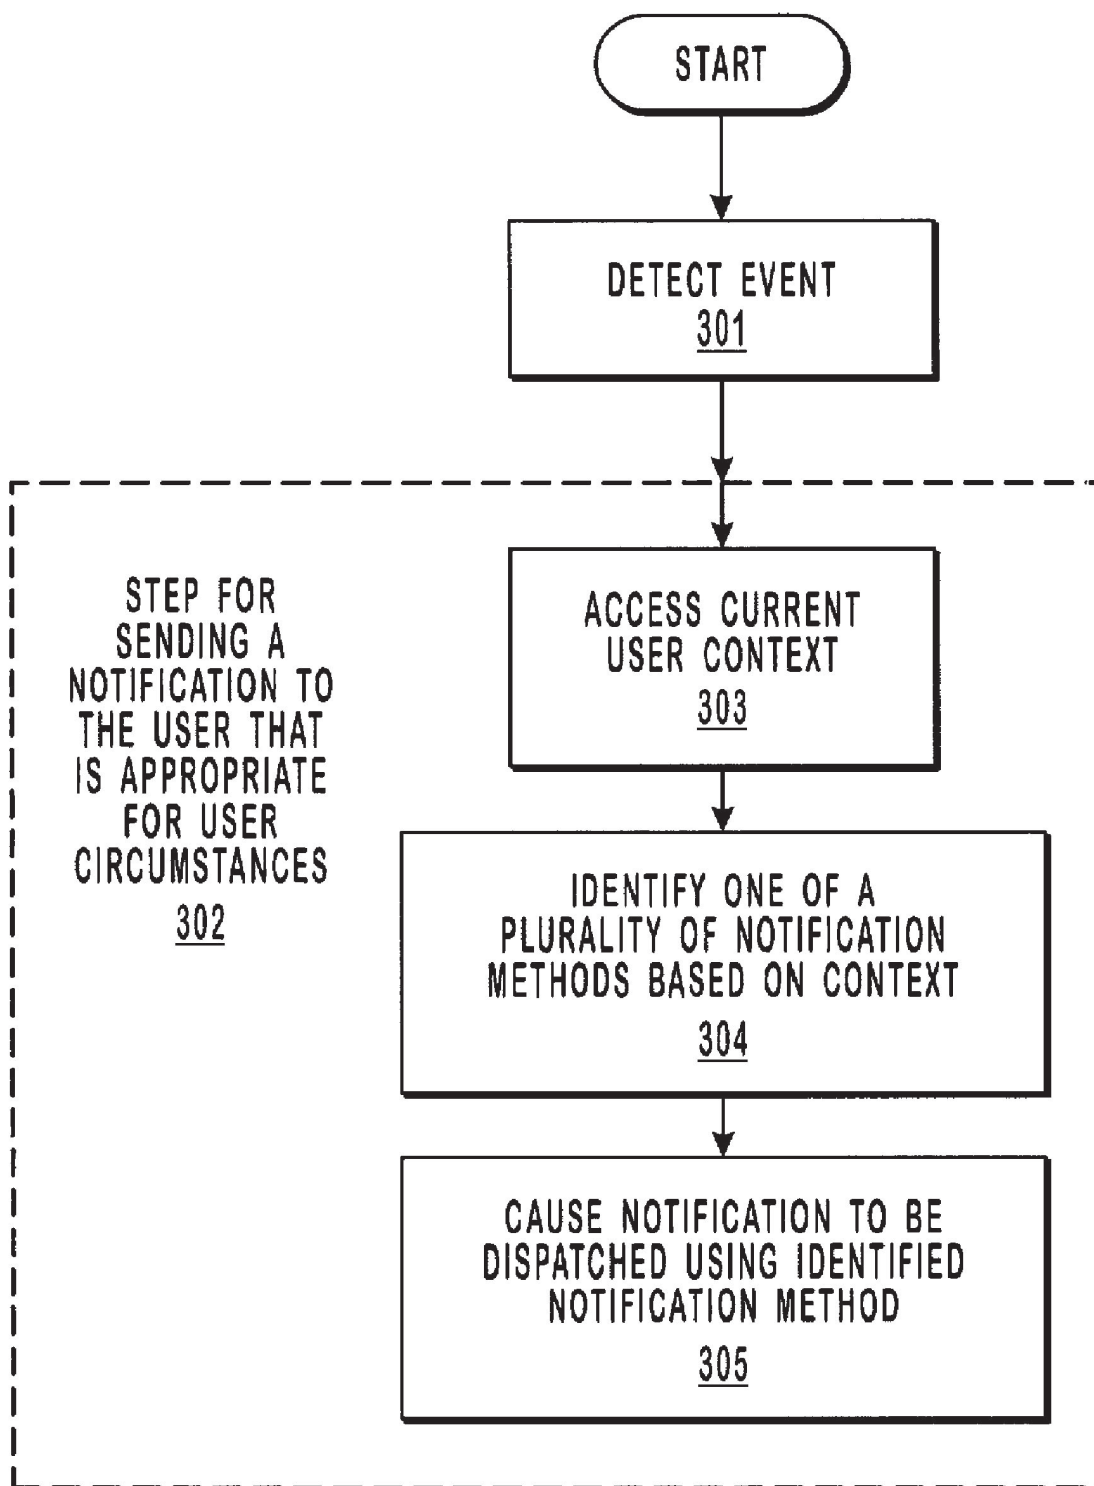 START
DETECT EVENT
301
STEP FOR
SENDING A
NOTIFICATION TO
THE USER THAT
IS APPROPRIATE
FOR USER
CIRCUMSTANCES
302
ACCESS CURRENT
USER CONTEXT
303
IDENTIFY ONE OF A
PLURALITY OF NOTIFICATION
METHODS BASED ON CONTEXT
304
CAUSE NOTIFICATION TO BE
DISPATCHED USING IDENTIFIED
NOTIFICATION METHOD
305